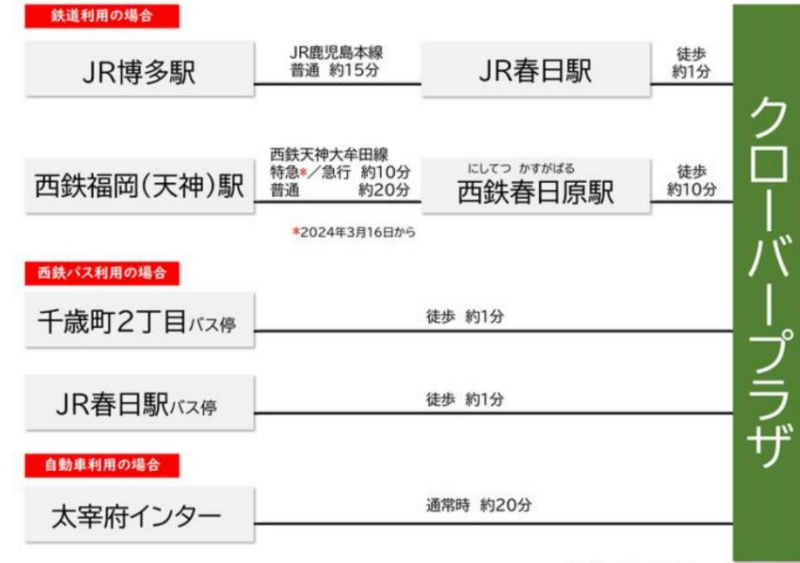 鉄道利用の場合
JR博多駅
JR鹿児島本線
普通 約15分
JR春日駅
徒歩
約1分
西鉄福岡(天神)駅
西鉄天神大牟田線
特急*/急行 約10分
普通 約20分
にしてつ かすがばる
西鉄春日原駅
徒歩
約10分
*2024年3月16日から
西鉄バス利用の場合
千歳町2丁目バス停
徒歩 約1分
JR春日駅バス停
徒歩 約1分
自動車利用の場合
太宰府インター
通常時 約20分
クローバープラザ